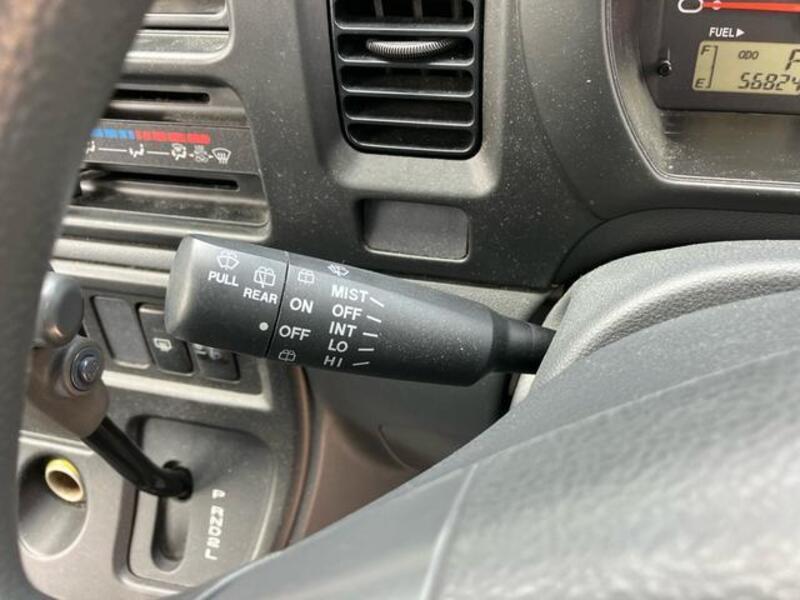 FUEL▶
F
ODO
P
E
56824
PULL
REAR
ON
OFF
MIST
OFF
INT
LO
HI
P
R
N
D
2
L